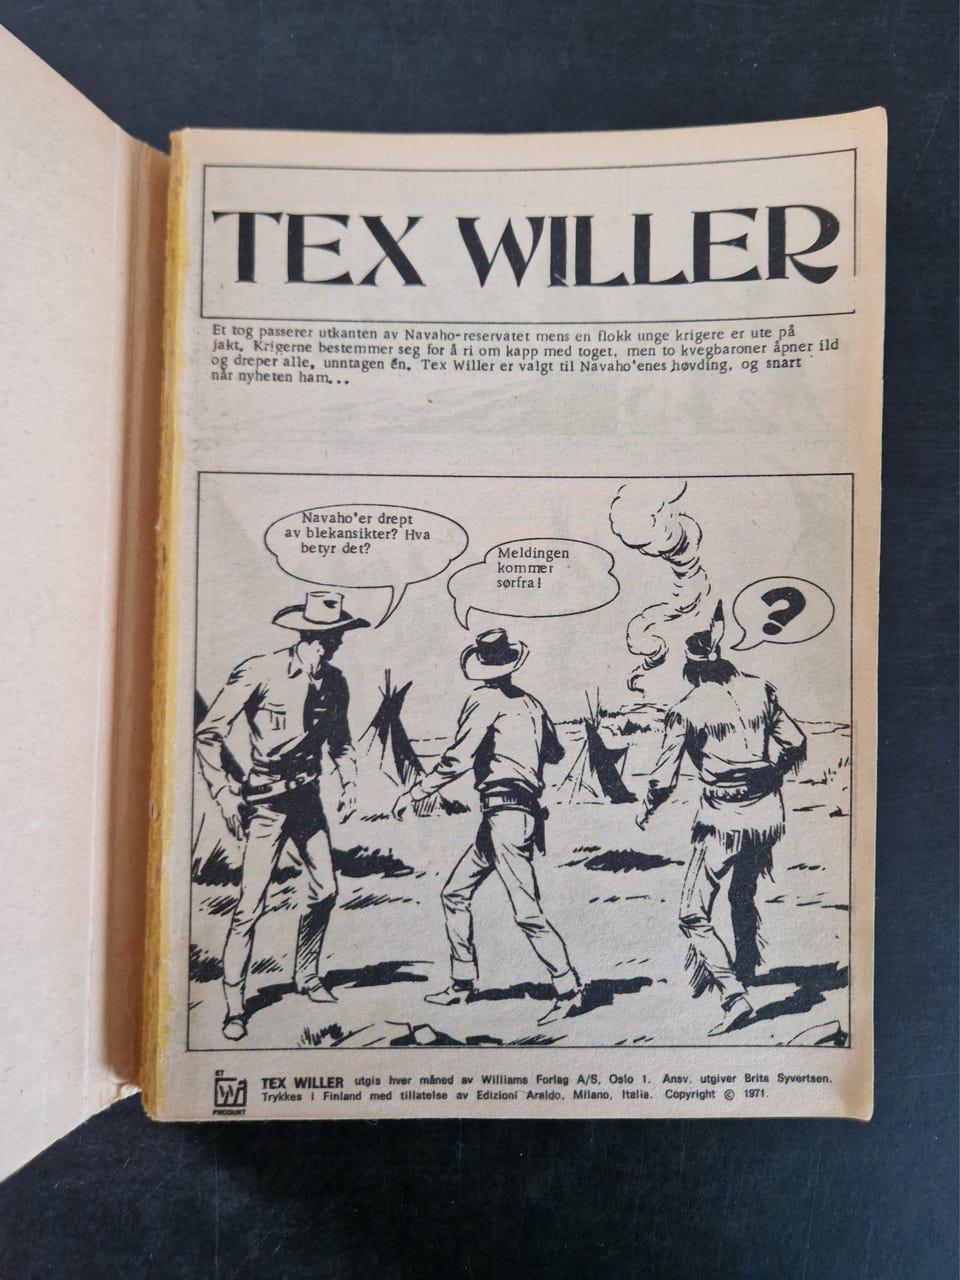 TEX WILLER
Et tog passerer utkanten av Navaho-reservatet mens en flokk unge krigere er ute på
jakt. Krigerne bestemmer seg for å ri om kapp med toget, men to kvegbaroner åpner ild
og dreper alle, unntagen én. Tex Willer er valgt til Navaho'enes høvding, og snart
når nyheten ham...
Navaho'er drept
av blekansikter? Hva
betyr det?
Meldingen
kommer
sørfra!
?
ET
W
PRODUKT
TEX WILLER utgis hver måned av Williams Forlag A/S, Oslo 1. Ansv. utgiver Brita Syvertsen.
Trykkes i Finland med tillatelse av Edizioni Araldo, Milano, Italia. Copyright © 1971.